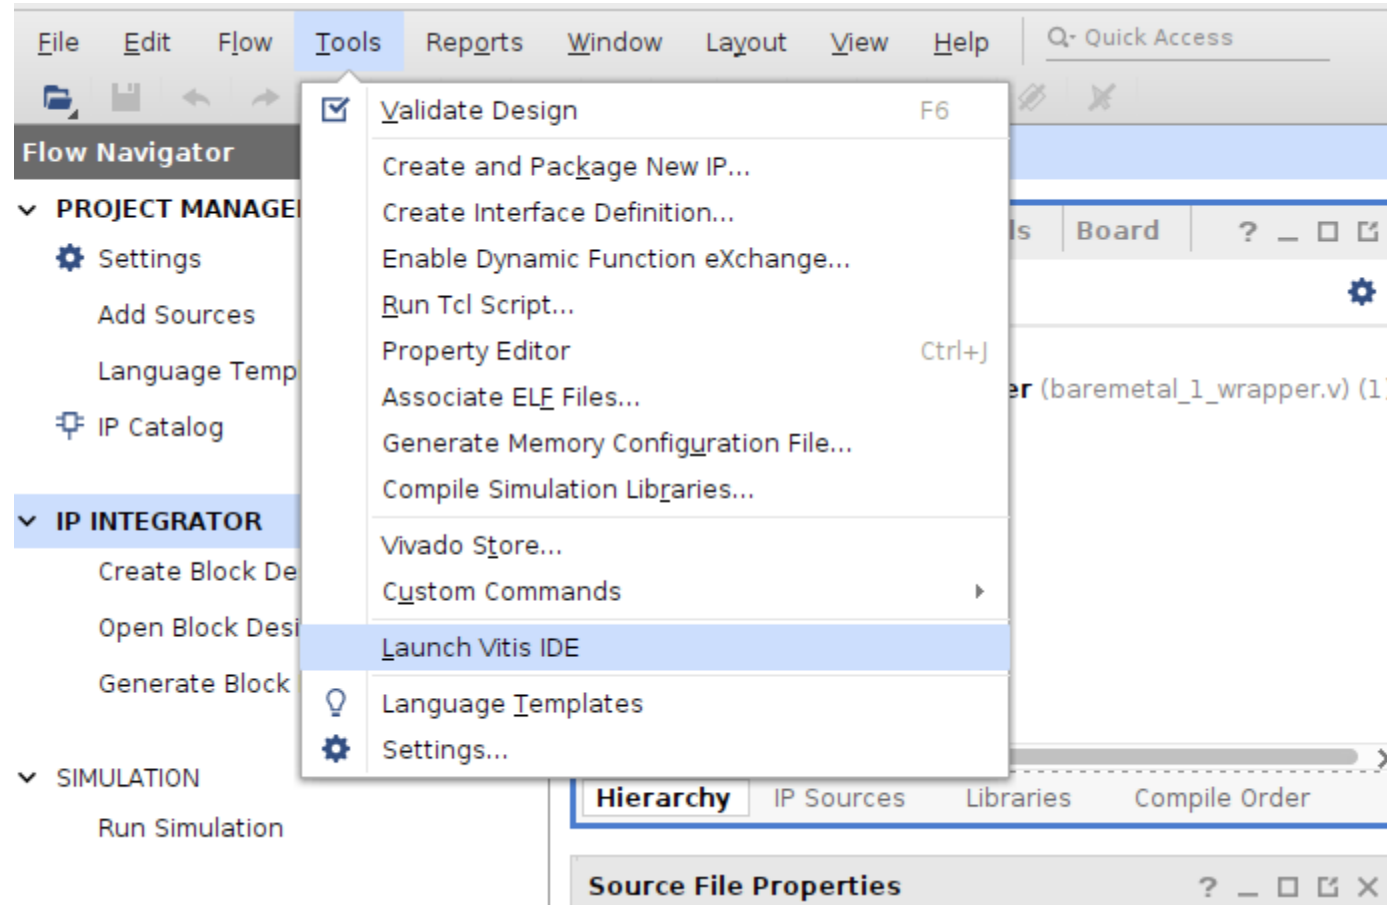 File Edit Flow Tools Reports Window Layout View Help Quick Access
Flow Navigator
PROJECT MANAGE
Settings
Add Sources
Language Temp
IP Catalog
IP INTEGRATOR
Create Block De
Open Block Desi
Generate Block
SIMULATION
Run Simulation
Validate Design F6
Create and Package New IP...
Create Interface Definition...
Enable Dynamic Function eXchange...
Run Tcl Script...
Property Editor Ctrl+J
Associate ELF Files...
Generate Memory Configuration File...
Compile Simulation Libraries...
Vivado Store...
Custom Commands
Launch Vitis IDE
Language Templates
Settings...
ls Board ?
er (baremetal_1_wrapper.v) (1)
Hierarchy IP Sources Libraries Compile Order
Source File Properties ?